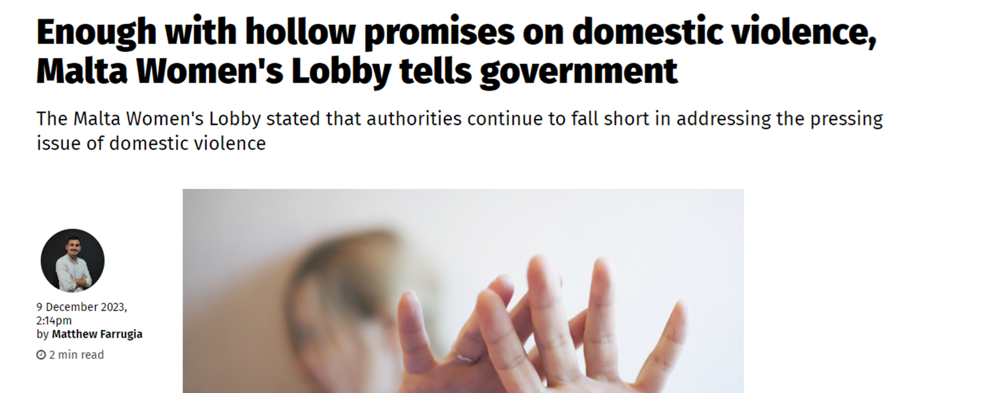 Enough with hollow promises on domestic violence,
Malta Women's Lobby tells government
The Malta Women's Lobby stated that authorities continue to fall short in addressing the pressing
issue of domestic violence
9 December 2023,
2:14pm
by Matthew Farrugia
2 min read